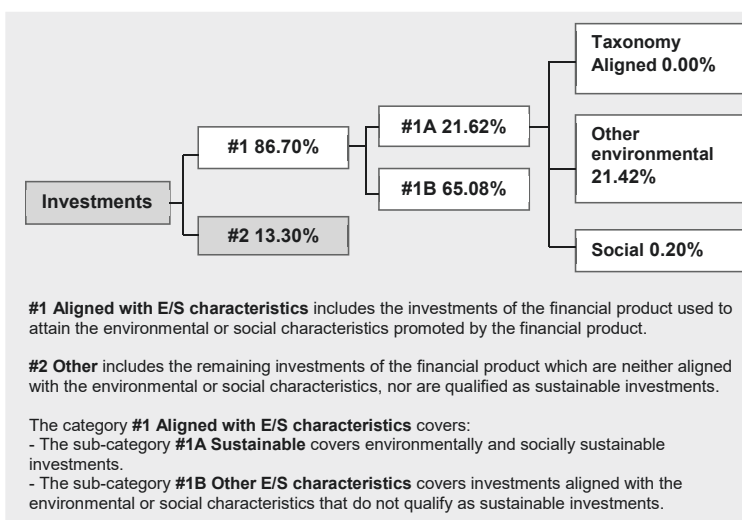 Taxonomy
Aligned 0.00%
#1A 21.62%
#1 86.70%
Other
environmental
21.42%
#1B 65.08%
Investments
#2 13.30%
Social 0.20%
#1 Aligned with E/S characteristics includes the investments of the financial product used to
attain the environmental or social characteristics promoted by the financial product.
#2 Other includes the remaining investments of the financial product which are neither aligned
with the environmental or social characteristics, nor are qualified as sustainable investments.
The category #1 Aligned with E/S characteristics covers:
- The sub-category #1A Sustainable covers environmentally and socially sustainable
investments.
- The sub-category #1B Other E/S characteristics covers investments aligned with the
environmental or social characteristics that do not qualify as sustainable investments.